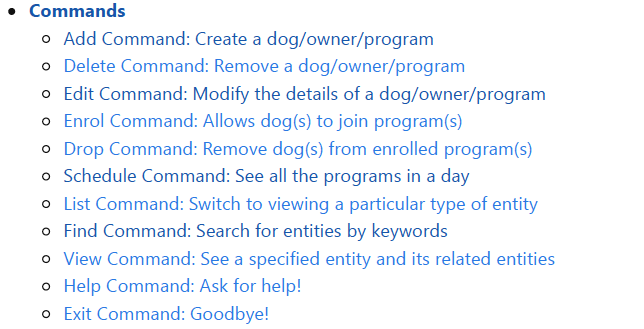 Commands
Add Command: Create a dog/owner/program
Delete Command: Remove a dog/owner/program
Edit Command: Modify the details of a dog/owner/program
Enrol Command: Allows dog(s) to join program(s)
Drop Command: Remove dog(s) from enrolled program(s)
Schedule Command: See all the programs in a day
List Command: Switch to viewing a particular type of entity
Find Command: Search for entities by keywords
View Command: See a specified entity and its related entities
Help Command: Ask for help!
Exit Command: Goodbye!